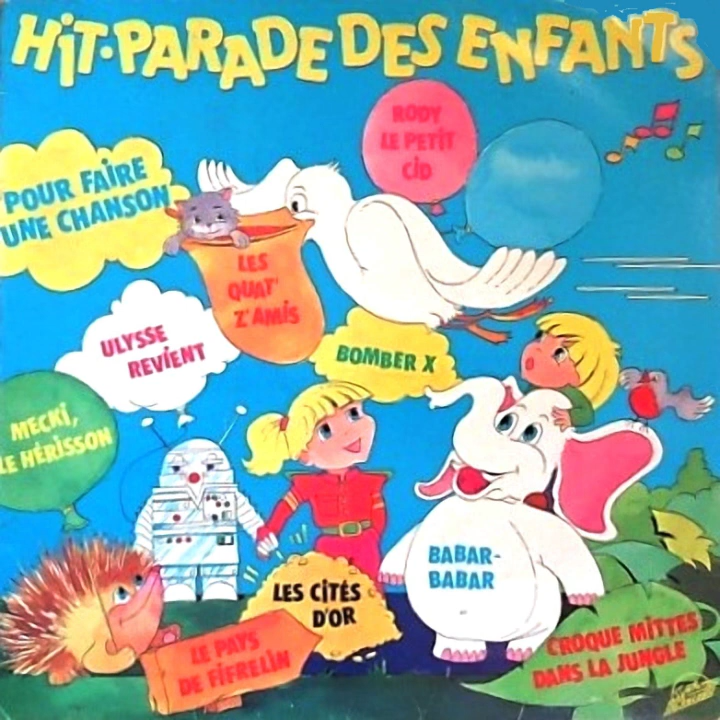 HiT-PARADE DES ENFANTS
RODY
LE PETiT
CiD
POUR FAiRE
UNE CHANSON
LES
QUAT'
Z'AMiS
ULYSSE
REViENT
BOMBER X
MECKi,
LE HÉRiSSON
BABAR-
BABAR
LES CiTÉS
D'OR
LE PAYS
DE FiFRELiN
CROQUE MiTTES
DANS LA JUNGLE